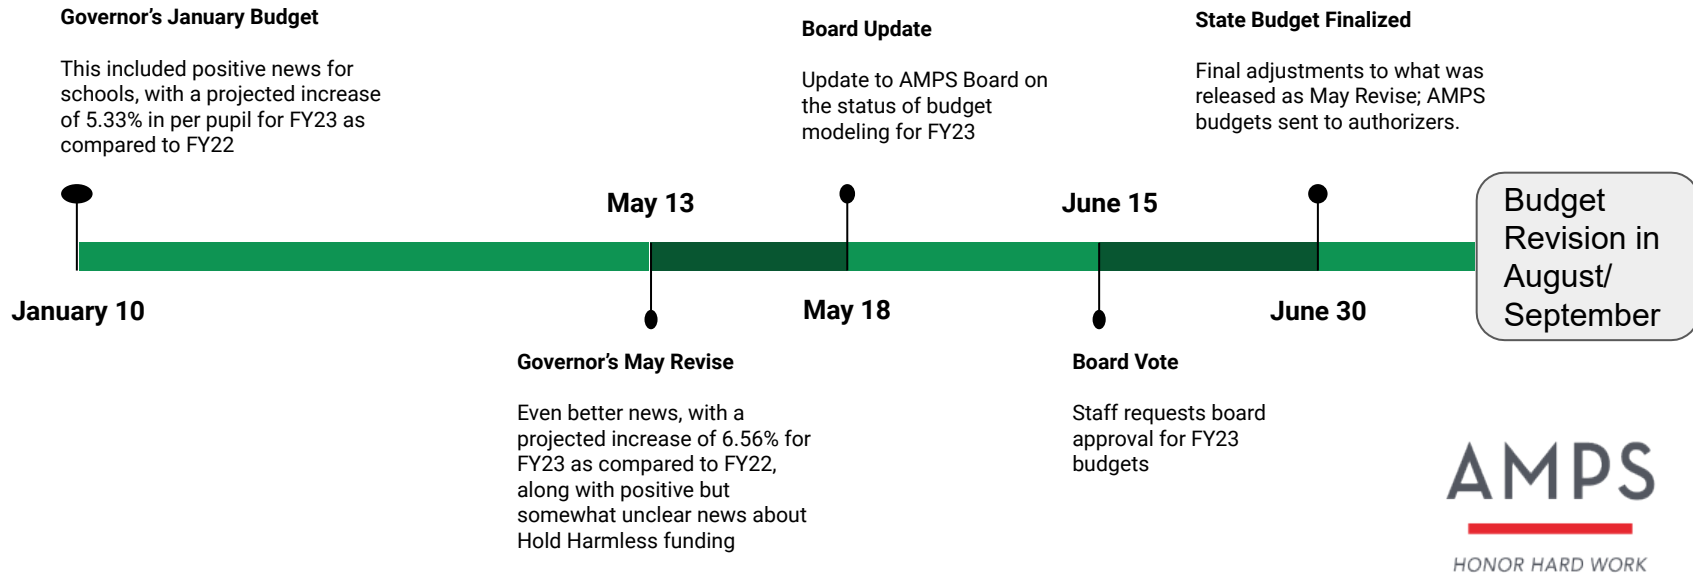 Governor’s January Budget
This included positive news for
schools, with a projected increase
of 5.33% in per pupil for FY23 as
compared to FY22
January 10
May 13
Governor’s May Revise
Even better news, with a
projected increase of 6.56% for
FY23 as compared to FY22,
along with positive but
somewhat unclear news about
Hold Harmless funding
Board Update
Update to AMPS Board on
the status of budget
modeling for FY23
May 18
June 15
Board Vote
Staff requests board
approval for FY23
budgets
State Budget Finalized
Final adjustments to what was
released as May Revise; AMPS
budgets sent to authorizers.
June 30
Budget
Revision in
August/
September
AMPS
HONOR HARD WORK